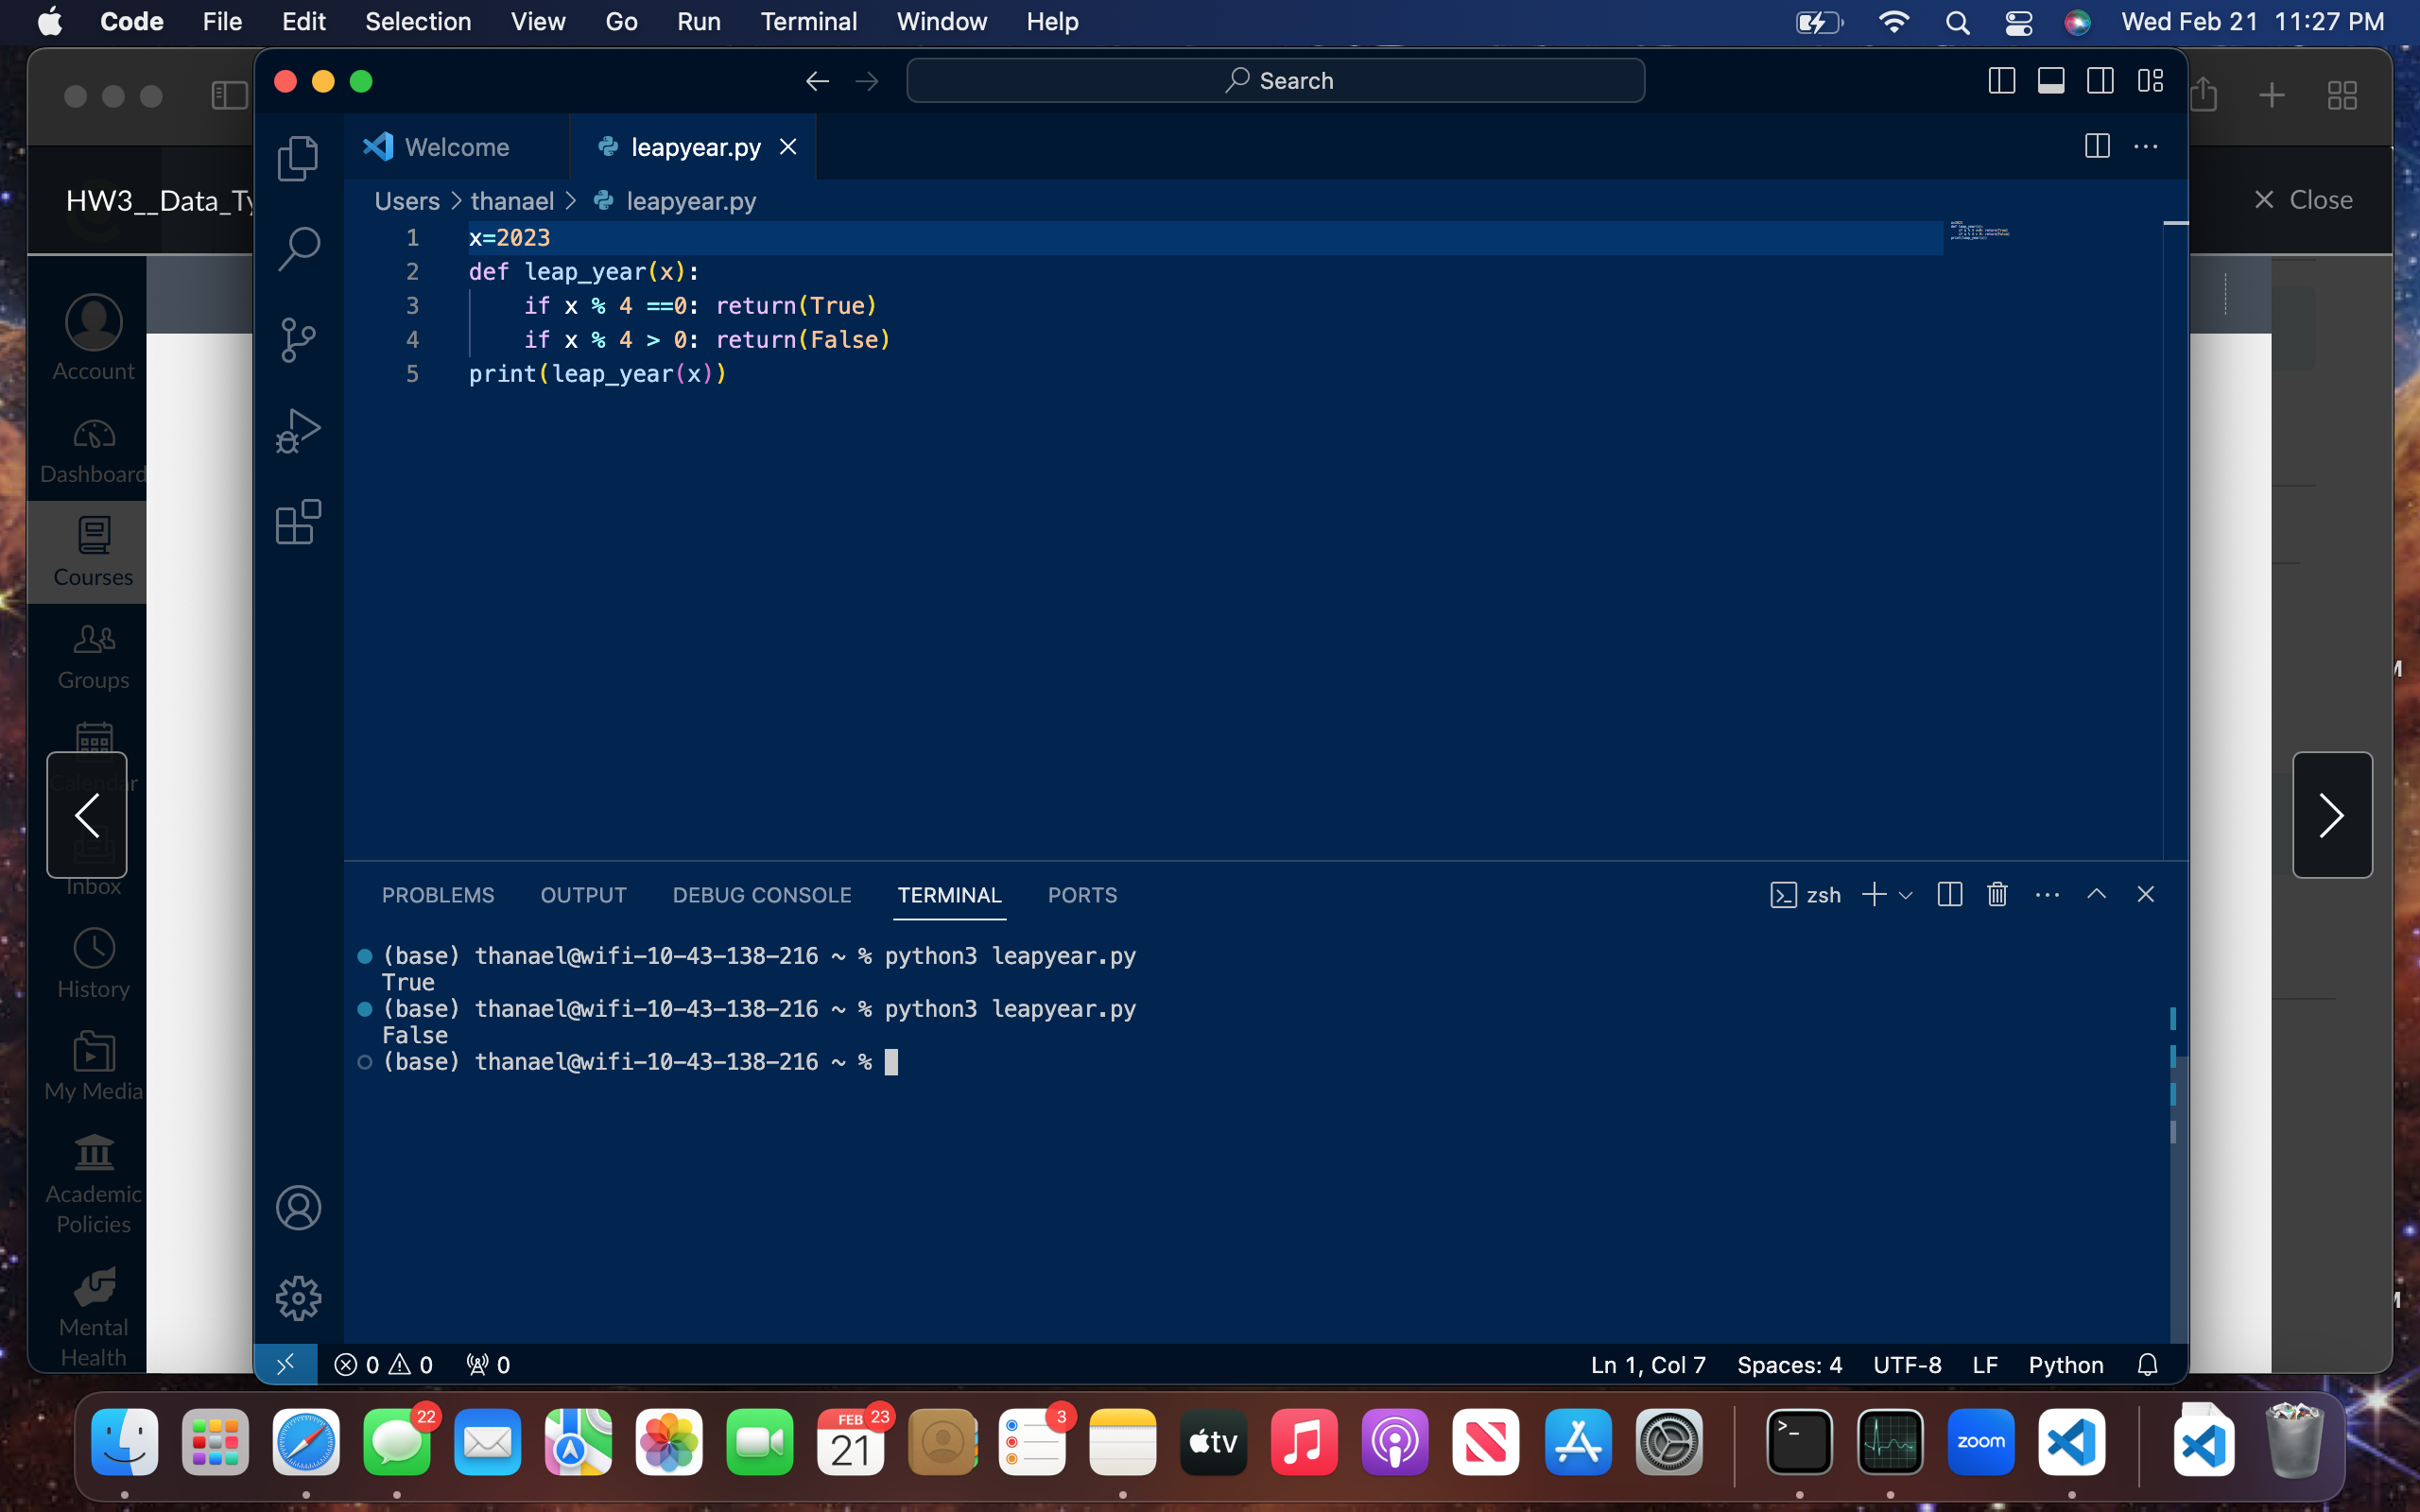 Code File Edit Selection View Go Run Terminal Window Help Wed Feb 21 11:27 PM
Search
Welcome leapyear.py
HW3__Data_Ty Close
Users > thanael > leapyear.py
1 x=2023
2 def leap_year(x):
3     if x % 4 ==0: return(True)
4     if x % 4 > 0: return(False)
5 print(leap_year(x))
Account
Dashboard
Courses
Groups
Calendar
Inbox
History
My Media
Academic
Policies
Mental
Health
PROBLEMS OUTPUT DEBUG CONSOLE TERMINAL PORTS zsh
(base) thanael@wifi-10-43-138-216 ~ % python3 leapyear.py
True
(base) thanael@wifi-10-43-138-216 ~ % python3 leapyear.py
False
(base) thanael@wifi-10-43-138-216 ~ %
0 0 0 Ln 1, Col 7 Spaces: 4 UTF-8 LF Python
22 FEB 23 21 3 tv >_ zoom